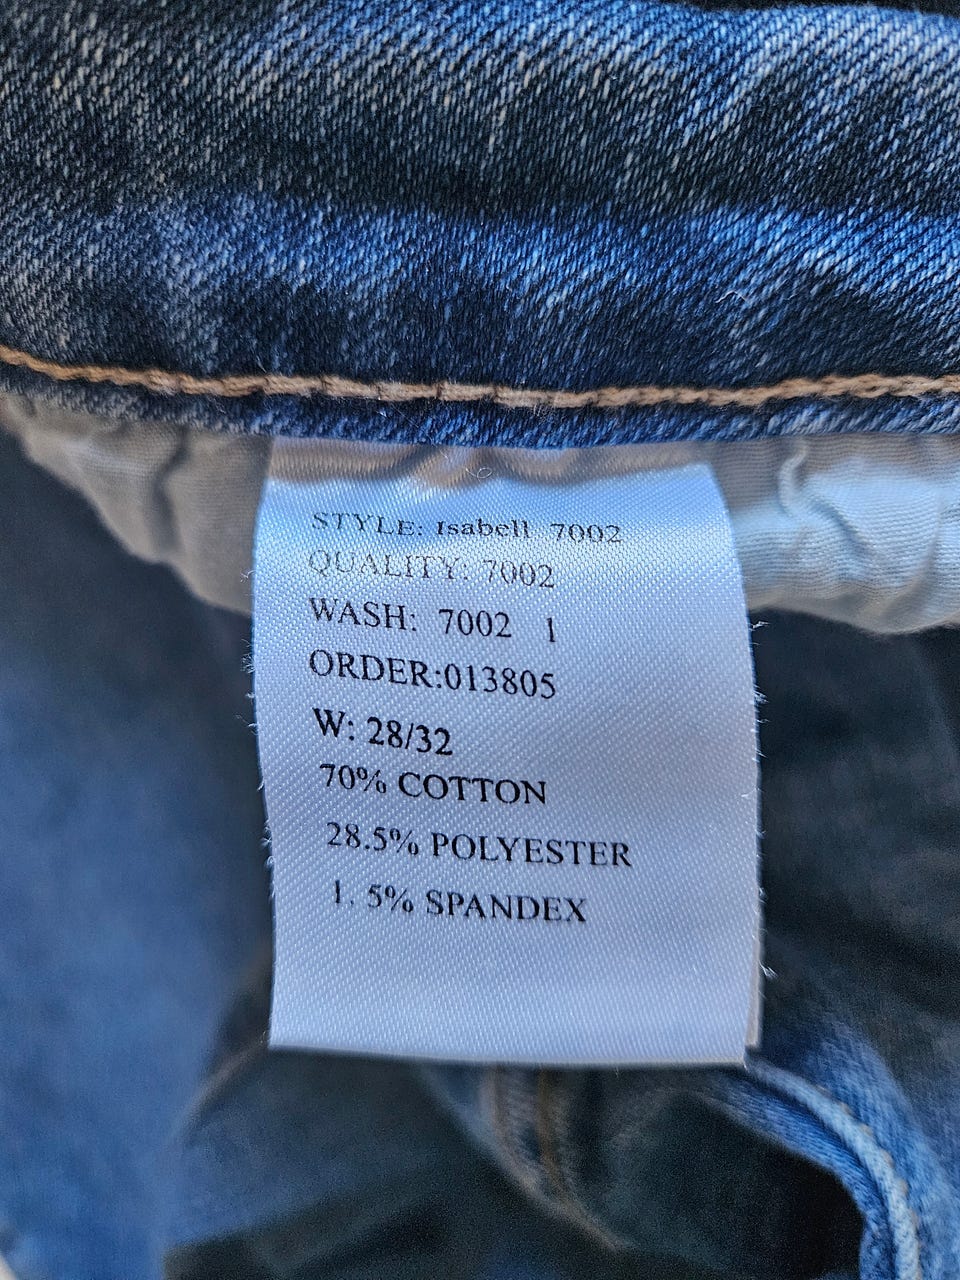 STYLE: Isabell 7002
QUALITY: 7002
WASH: 7002 1
ORDER:013805
W: 28/32
70% COTTON
28.5% POLYESTER
1. 5% SPANDEX